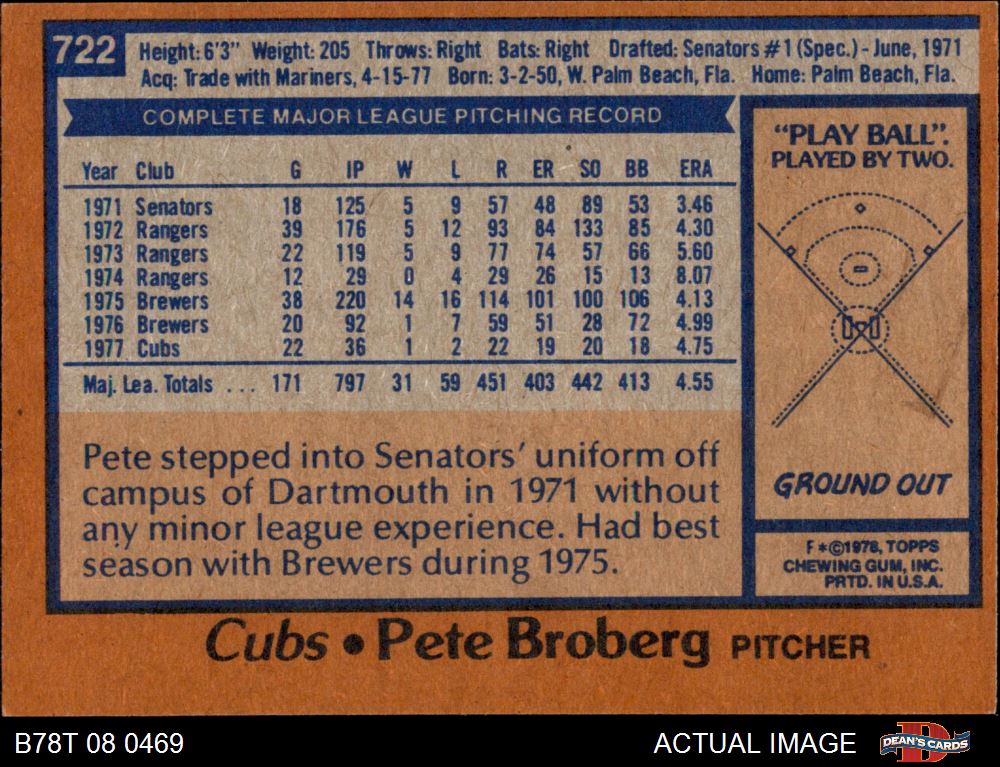 722
Height: 6'3" Weight: 205 Throws: Right Bats: Right Drafted: Senators #1 (Spec.) - June, 1971
Acq: Trade with Mariners, 4-15-77 Born: 3-2-50, W. Palm Beach, Fla. Home: Palm Beach, Fla.
COMPLETE MAJOR LEAGUE PITCHING RECORD
Year Club G IP W L R ER SO BB ERA
1971 Senators 18 125 5 9 57 48 89 53 3.46
1972 Rangers 39 176 5 12 93 84 133 85 4.30
1973 Rangers 22 119 5 9 77 74 57 66 5.60
1974 Rangers 12 29 0 4 29 26 15 13 8.07
1975 Brewers 38 220 14 16 114 101 100 106 4.13
1976 Brewers 20 92 1 7 59 51 28 72 4.99
1977 Cubs 22 36 1 2 22 19 20 18 4.75
Maj. Lea. Totals ... 171 797 31 59 451 403 442 413 4.55
Pete stepped into Senators' uniform off
campus of Dartmouth in 1971 without
any minor league experience. Had best
season with Brewers during 1975.
"PLAY BALL".
PLAYED BY TWO.
GROUND OUT
F*©1978, TOPPS
CHEWING GUM, INC.
PRTD. IN U.S.A.
Cubs • Pete Broberg PITCHER
B78T 08 0469
ACTUAL IMAGE
DEAN'S CARDS